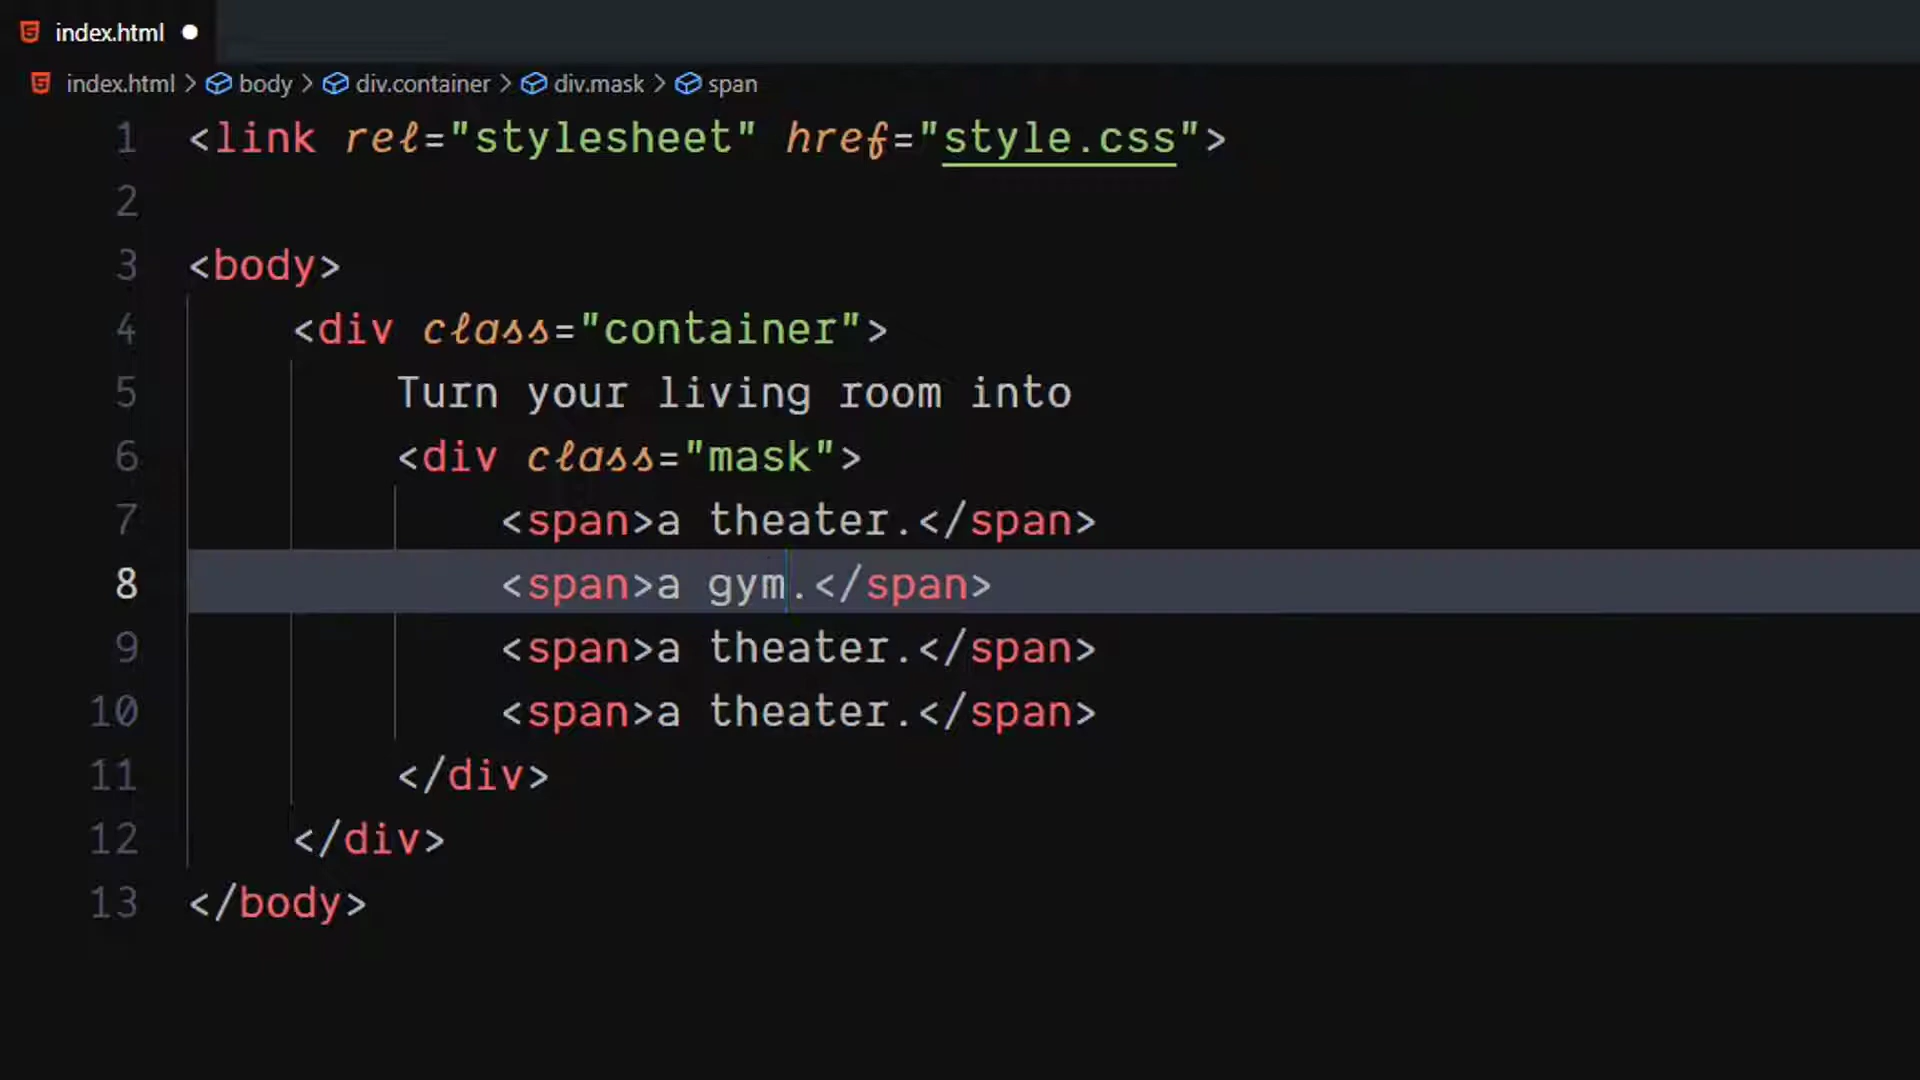 index.html
index.html > body > div.container > div.mask > span
1 <link rel="stylesheet" href="style.css">
2
3 <body>
4 <div class="container">
5 Turn your living room into
6 <div class="mask">
7 <span>a theater.</span>
8 <span>a gym.</span>
9 <span>a theater.</span>
10 <span>a theater.</span>
11 </div>
12 </div>
13 </body>